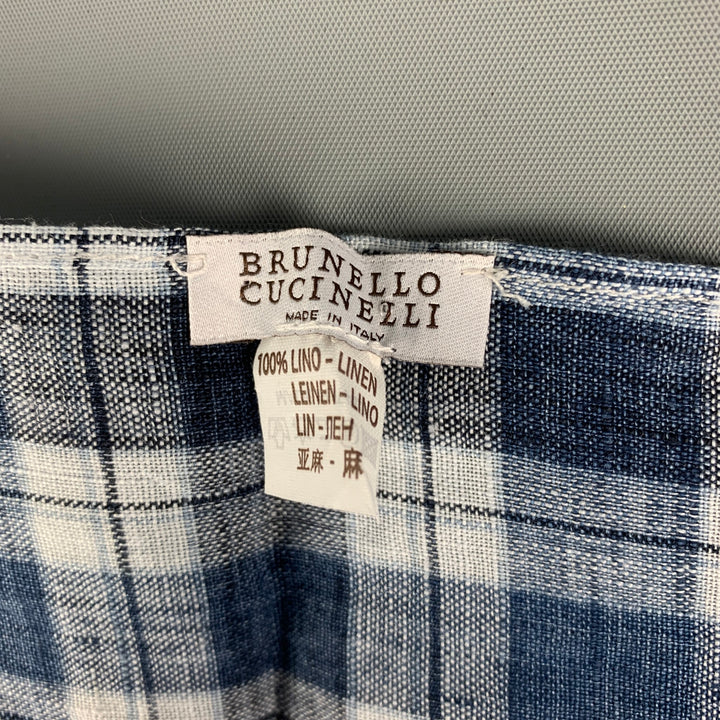 BRUNELLO
CUCINELLI
MADE IN ITALY
100% LINO - LINEN
LEINEN - LINO
LIN - ЛЕН
亚麻 - 麻